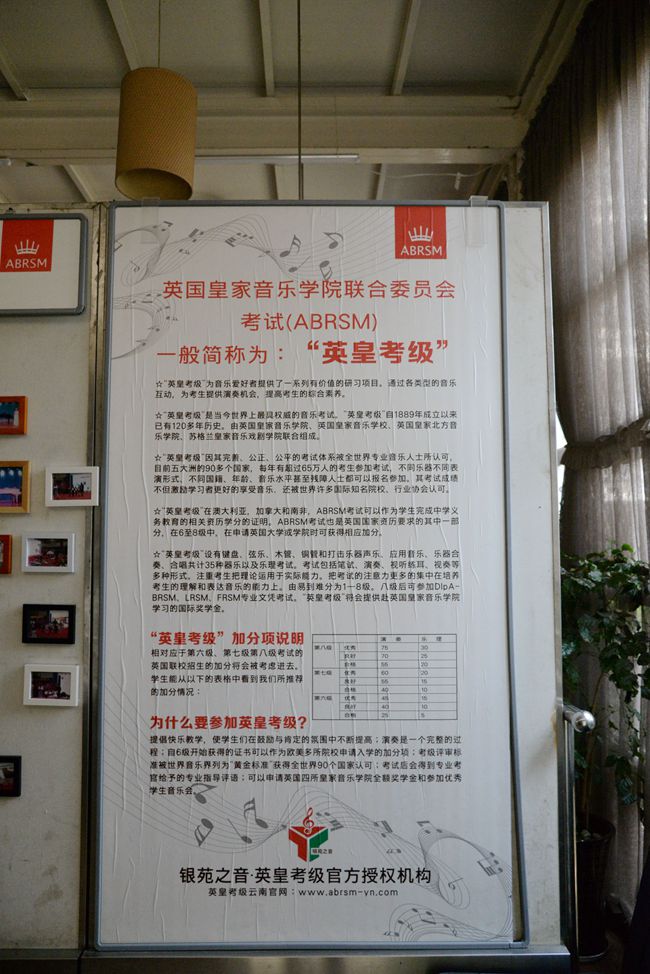 ABRSM
ABRSM
英国皇家音乐学院联合委员会
考试(ABRSM)
一般简称为：“英皇考级”
☆“英皇考级”为音乐爱好者提供了一系列有价值的研习项目。通过各类型的音乐
互动，为考生提供演奏机会，提高考生的综合素养。
☆“英皇考级”是当今世界上最具权威的音乐考试。“英皇考级”自1889年成立以来
已有120多年历史。由英国皇家音乐学院、英国皇家音乐学校、英国皇家北方音
乐学院、苏格兰皇家音乐戏剧学院联合组成。
☆“英皇考级”因其完善、公正、公平的考试体系被全世界专业音乐人士所认可，
目前五大洲的90多个国家，每年有超过65万人的考生参加考试，不同乐器不同表
演形式、不同国籍、年龄、音乐水平甚至残障人士都可以报名参加。其考试成绩
不但激励学习者更好的享受音乐、还被世界许多国际知名院校、行业协会认可。
☆“英皇考级”在澳大利亚，加拿大和南非，ABRSM考试可以作为学生完成中学义
务教育的相关资历学分的证明。ABRSM考试也是英国国家资历要求的其中一部
分，在6至8级中，在申请英国大学或学院时可获得相应加分。
☆“英皇考级”设有键盘、弦乐、木管、铜管和打击乐器声乐、应用音乐、乐器合
奏、合唱共计35种器乐以及乐理考试。考试包括笔试、演奏、视听练耳、视奏等
多种形式，注重考生把理论运用于实际能力。把考试的注意力更多的集中在培养
考生的理解和表达音乐的能力上。由易到难分为1—8级。八级后可参加DipA-
BRSM、LRSM、FRSM专业文凭考试。“英皇考级”将会提供赴英国皇家音乐学院
学习的国际奖学金。
“英皇考级”加分项说明
相对应于第六级、第七级第八级考试的
英国联校招生的加分将会被考虑进去。
学生能从以下的表格中看到我们所推荐
的加分情况：
演奏 乐理
第八级 优秀 75 30
良好 70 25
合格 55 20
第七级 优秀 60 20
良好 55 15
合格 40 10
第六级 优秀 45 15
良好 40 10
合格 25 5
为什么要参加英皇考级?
提倡快乐教学，使学生们在鼓励与肯定的氛围中不断提高；演奏是一个完整的过
程；自6级开始获得的证书可以作为欧美多所院校申请入学的加分项；考级评审标
准被世界音乐界列为“黄金标准”获得全世界90个国家认可；考试后会得到专业考
官给予的专业指导评语；可以申请英国四所皇家音乐学院全额奖学金和参加优秀
学生音乐会。
银苑之音
银苑之音·英皇考级官方授权机构
英皇考级云南官网：www.abrsm-yn.com